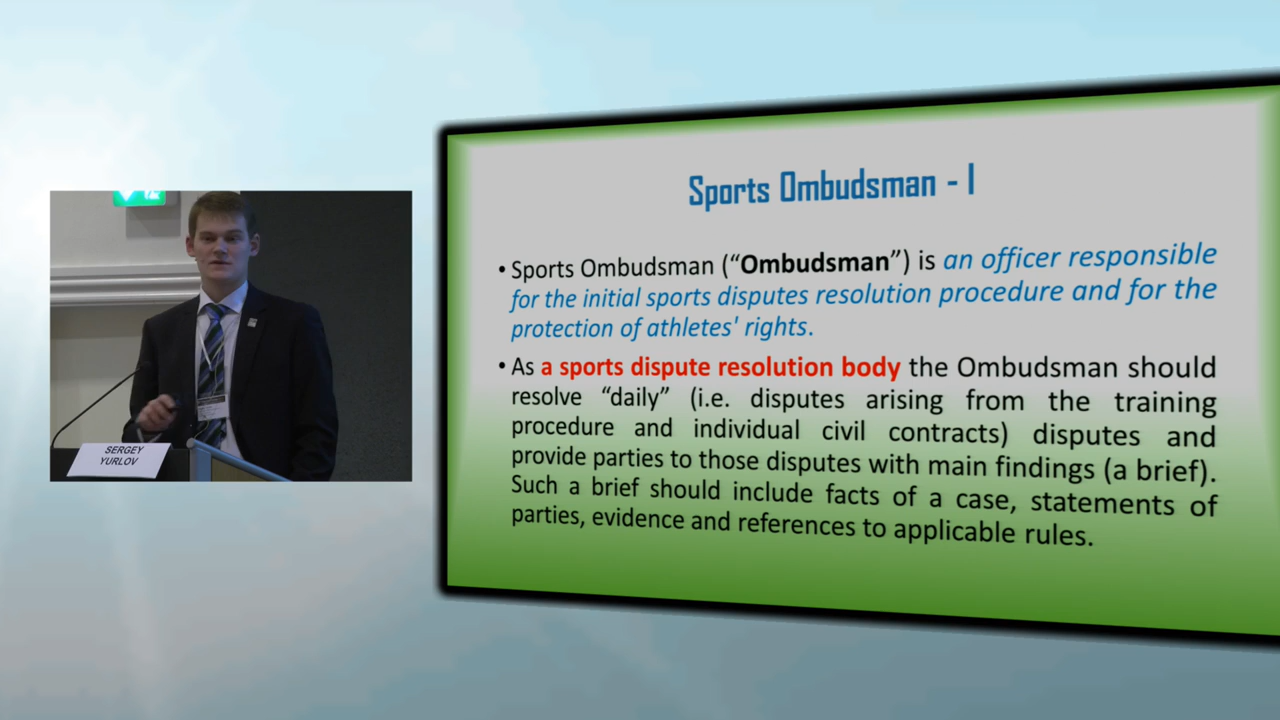 SERGEY
YURLOV
Sports Ombudsman - I
• Sports Ombudsman (“Ombudsman”) is an officer responsible
for the initial sports disputes resolution procedure and for the
protection of athletes' rights.
• As a sports dispute resolution body the Ombudsman should
resolve “daily” (i.e. disputes arising from the training
procedure and individual civil contracts) disputes and
provide parties to those disputes with main findings (a brief).
Such a brief should include facts of a case, statements of
parties, evidence and references to applicable rules.